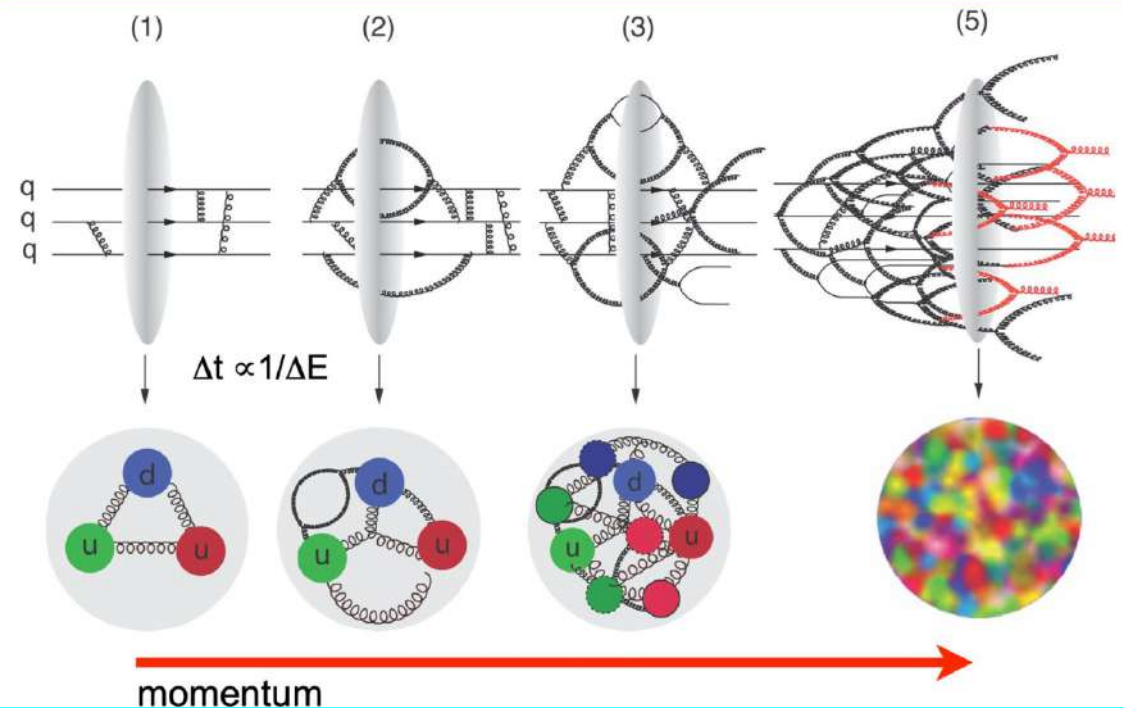 (1) (2) (3) (5)
q
q
q
Δt ∝1/ΔE
d
u u
d
u u
d
u u
momentum